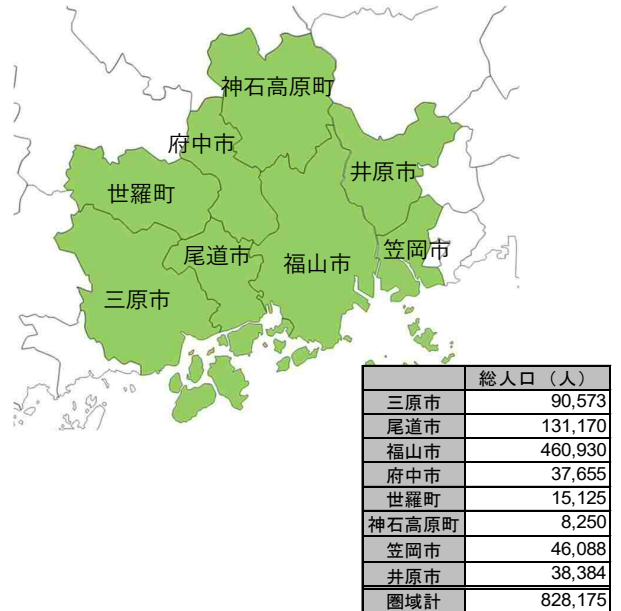 神石高原町
府中市
井原市
世羅町
尾道市
笠岡市
福山市
三原市
総人口（人）
三原市 90,573
尾道市 131,170
福山市 460,930
府中市 37,655
世羅町 15,125
神石高原町 8,250
笠岡市 46,088
井原市 38,384
圏域計 828,175